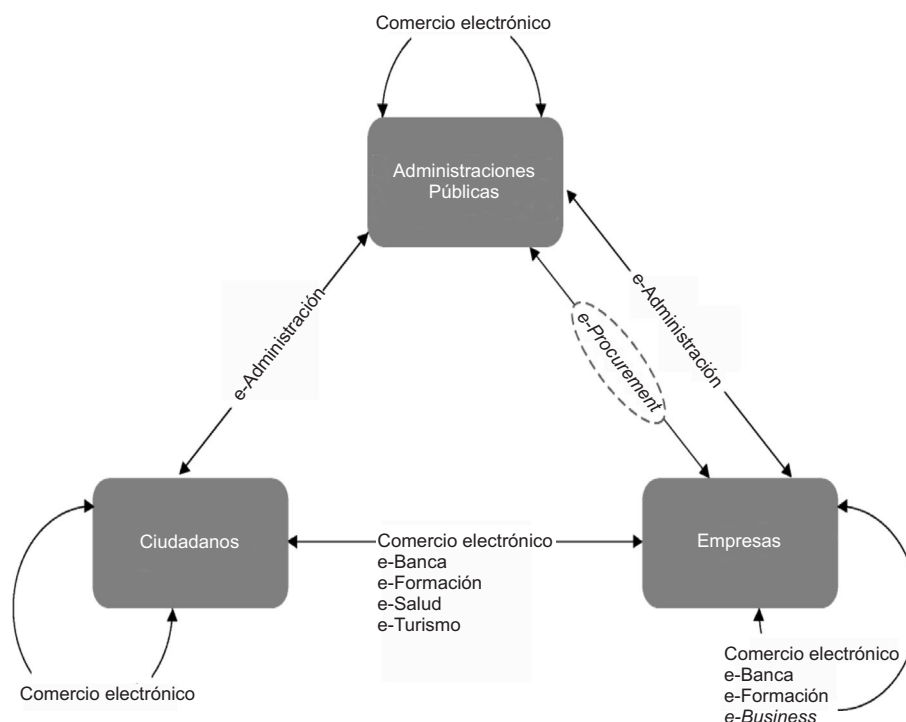 Comercio electrónico
Administraciones
Públicas
e-Administración
e-Procurement
e-Administración
Ciudadanos
Comercio electrónico
e-Banca
e-Formación
e-Salud
e-Turismo
Empresas
Comercio electrónico
Comercio electrónico
e-Banca
e-Formación
e-Business